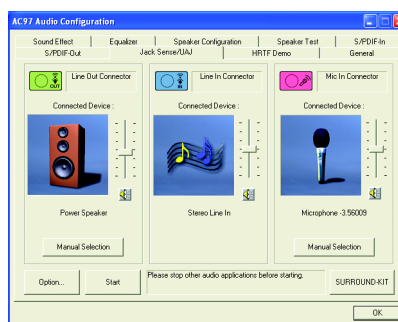 AC97 Audio Configuration
Sound Effect
Equalizer
Speaker Configuration
Speaker Test
S/PDIF-In
S/PDIF-Out
Jack Sense/UAJ
HRTF Demo
General
Line Out Connector
Line In Connector
Mic In Connector
OUT
IN
Connected Device :
Connected Device :
Connected Device :
Power Speaker
Stereo Line In
Microphone -3.56009
Manual Selection
Manual Selection
Option...
Start
Please stop other audio applications before starting.
SURROUND-KIT
OK